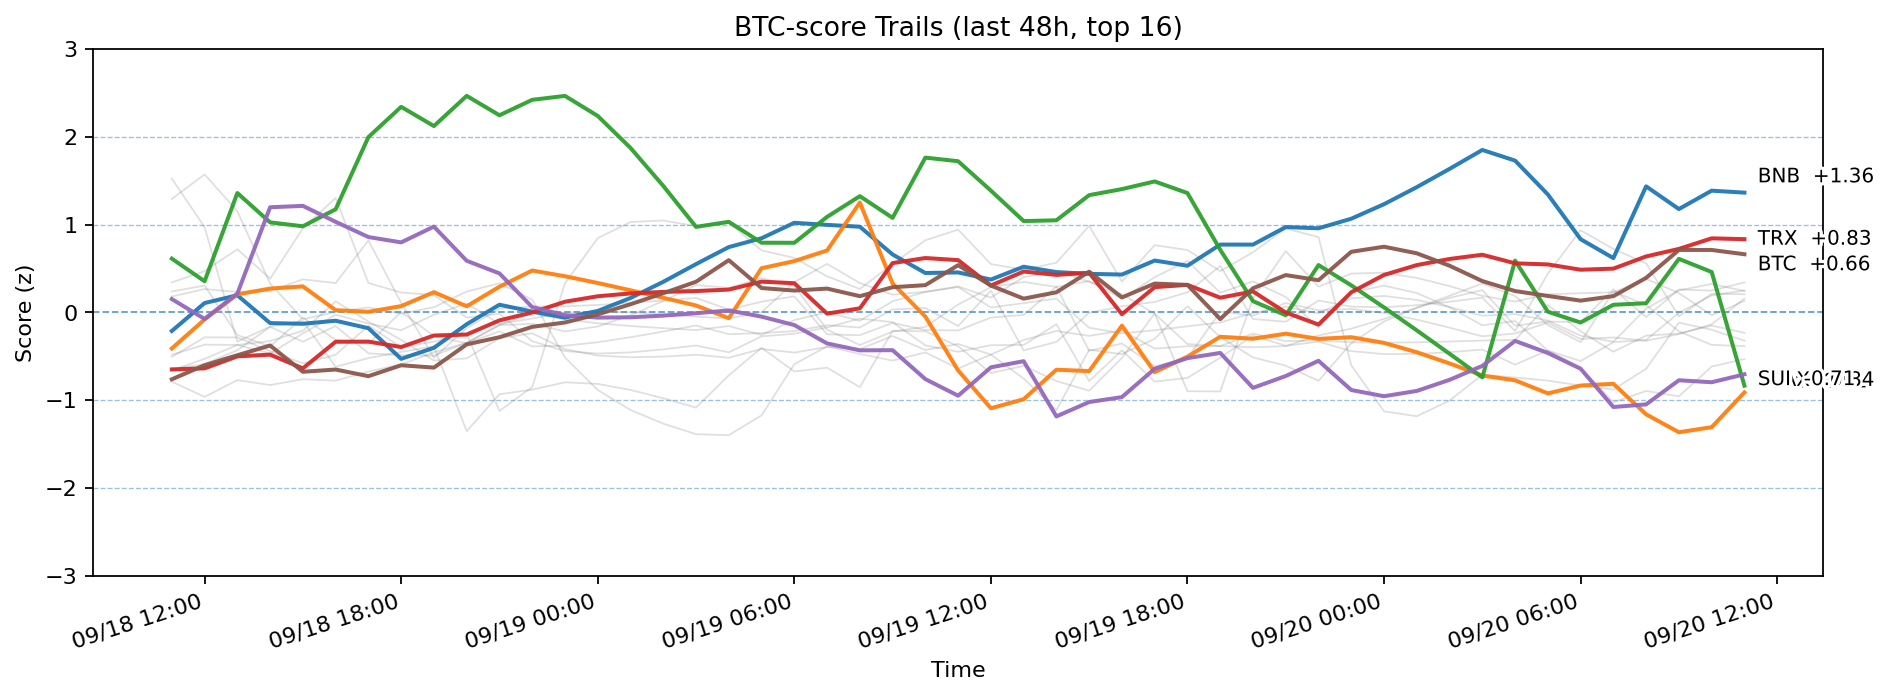 BTC-score Trails (last 48h, top 16)
Score (z)
3
2
1
0
−1
−2
−3
BNB +1.36
TRX +0.83
BTC +0.66
SUI
09/18 12:00
09/18 18:00
09/19 00:00
09/19 06:00
09/19 12:00
09/19 18:00
09/20 00:00
09/20 06:00
09/20 12:00
Time